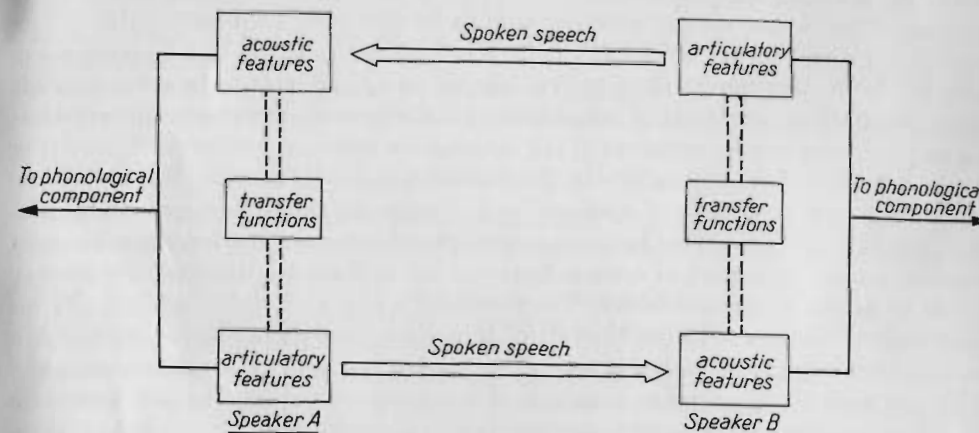 Spoken speech
acoustic
features
articulatory
features
To phonological
component
transfer
functions
transfer
functions
To phonological
component
articulatory
features
Spoken speech
acoustic
features
Speaker A
Speaker B